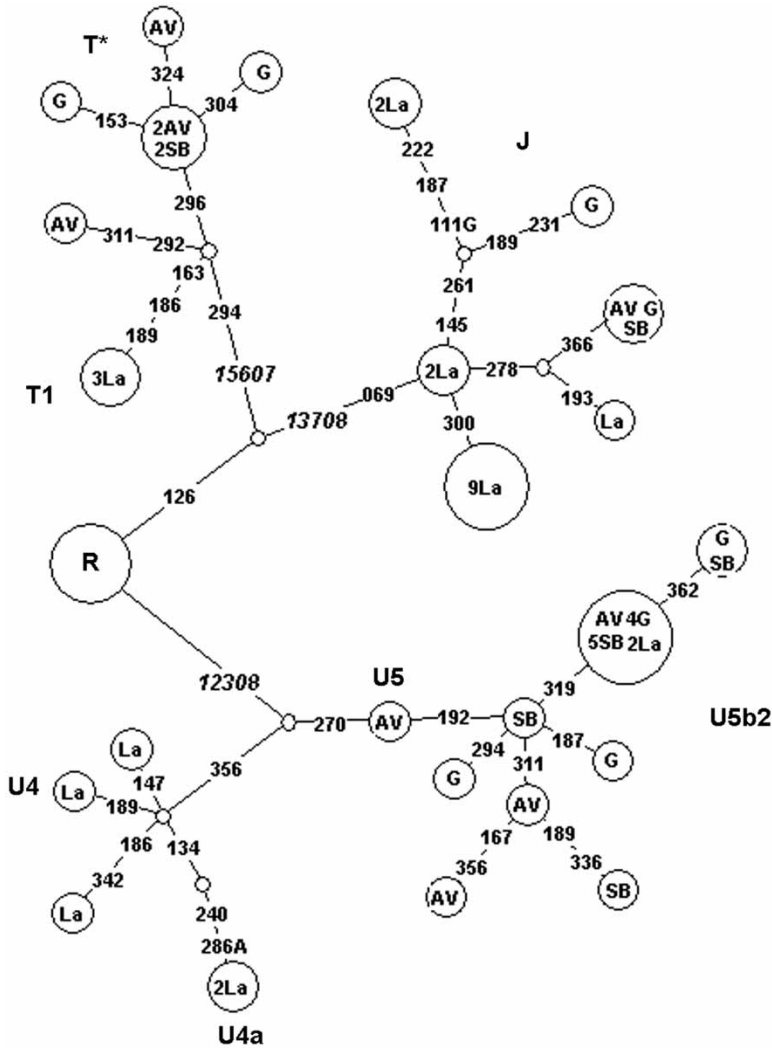 T*
AV
324
G
153
304
G
2AV
2SB
296
AV
311
292
163
186
189
3La
T1
294
15607
2La
222
187
111G
J
189
231
G
261
145
2La
278
366
AV G
SB
193
La
300
9La
069
13708
126
R
12308
U5
270
AV
192
SB
319
AV 4G
5SB 2La
362
G
SB
U5b2
294
G
187
G
311
AV
167
356
AV
189
336
SB
356
U4
La
147
La
189
186
342
La
134
240
286A
2La
U4a